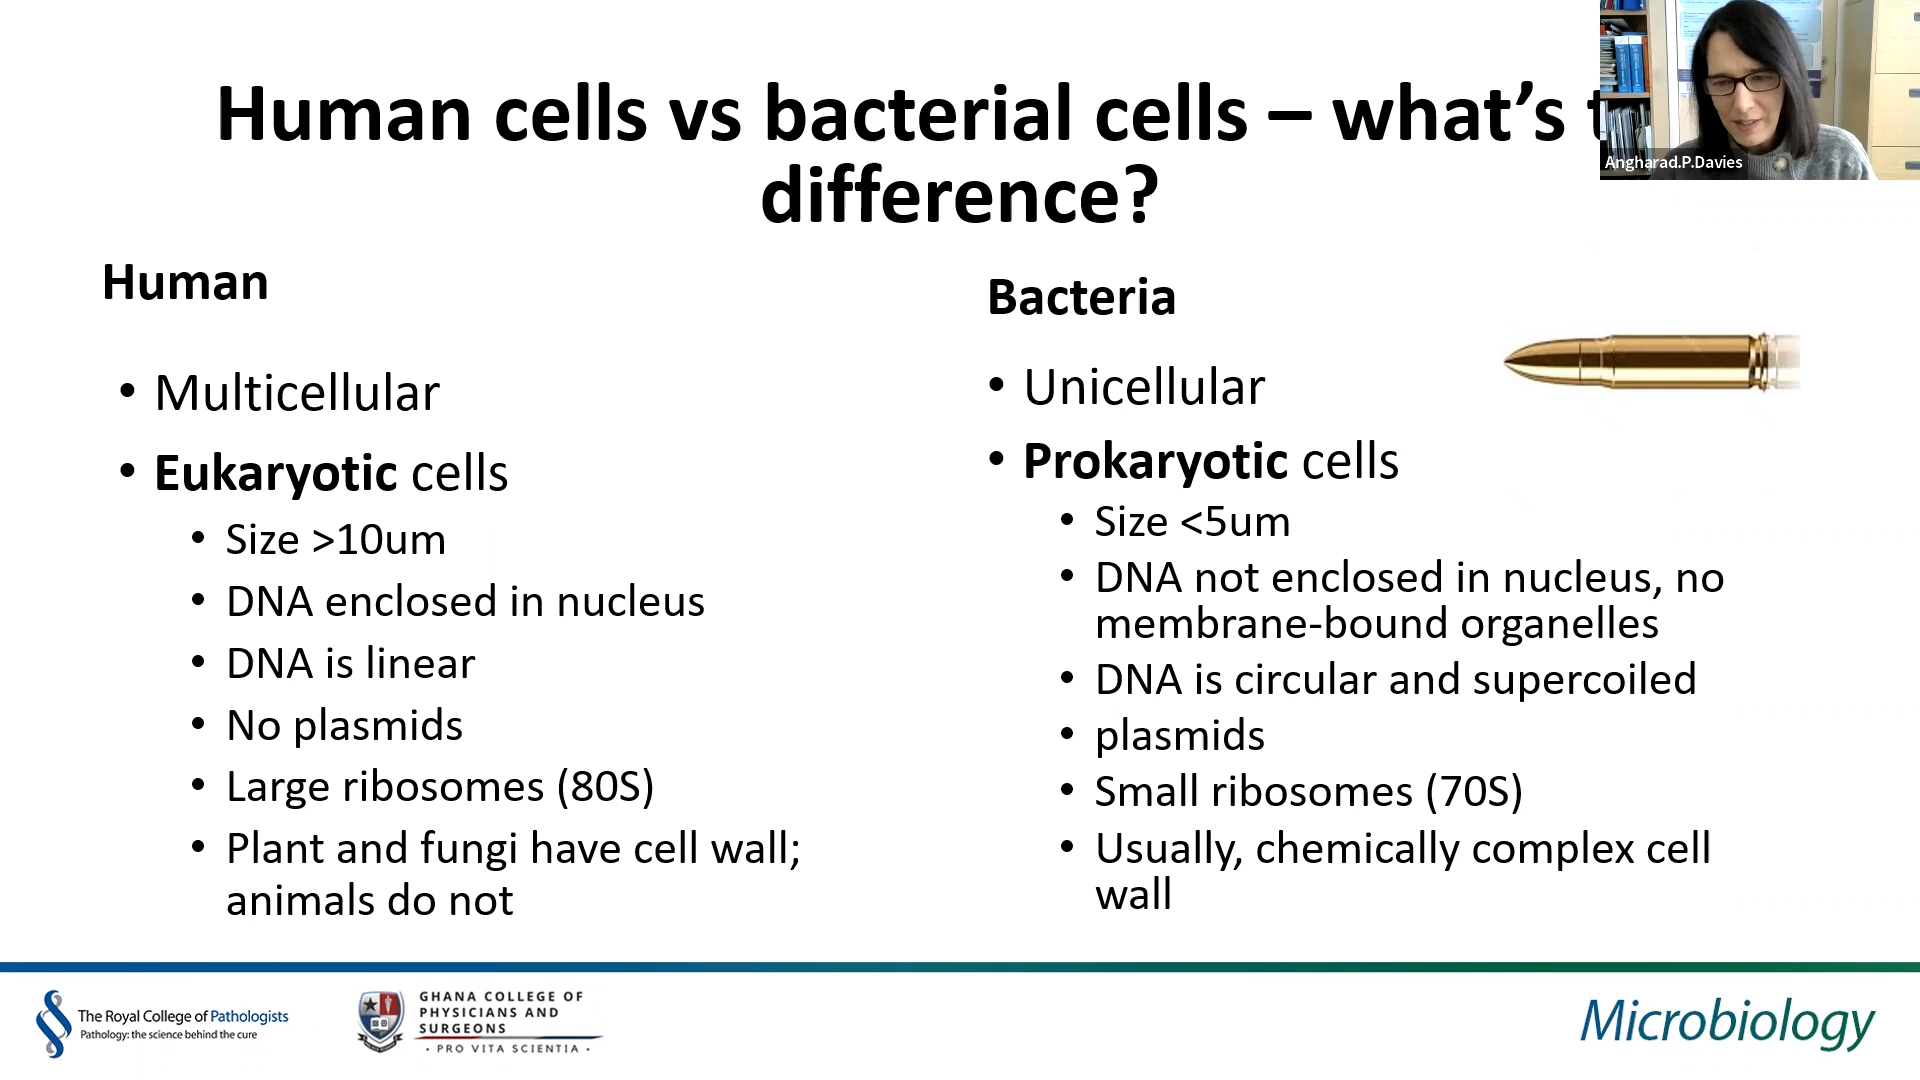 Human cells vs bacterial cells – what's t
difference?
Angharad.P.Davies
Human
• Multicellular
• Eukaryotic cells
• Size >10um
• DNA enclosed in nucleus
• DNA is linear
• No plasmids
• Large ribosomes (80S)
• Plant and fungi have cell wall;
animals do not
Bacteria
• Unicellular
• Prokaryotic cells
• Size <5um
• DNA not enclosed in nucleus, no
membrane-bound organelles
• DNA is circular and supercoiled
• plasmids
• Small ribosomes (70S)
• Usually, chemically complex cell
wall
The Royal College of Pathologists
Pathology: the science behind the cure
GHANA COLLEGE OF
PHYSICIANS AND
SURGEONS
· PRO VITA SCIENTIA ·
Microbiology